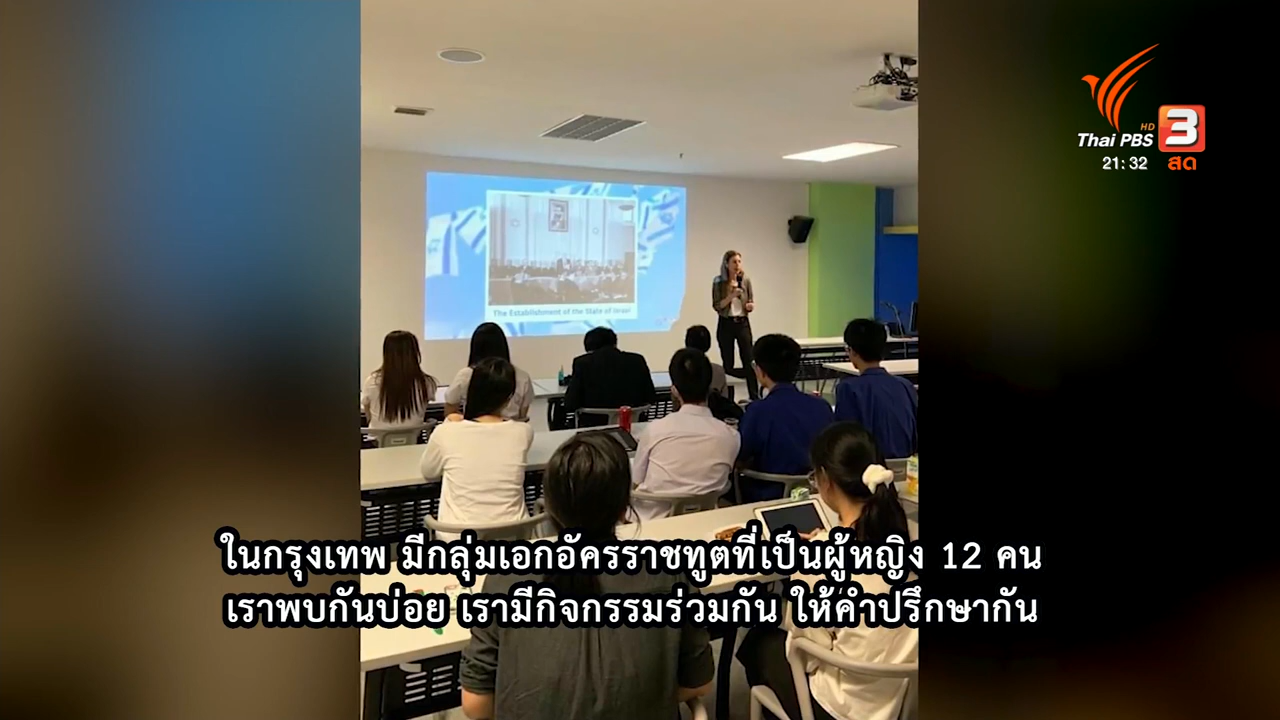 HD
Thai PBS 3
21:32 สด
The Establishment of the State of Israel
ในกรุงเทพ มีกลุ่มเอกอัครราชทูตที่เป็นผู้หญิง 12 คน
เราพบกันบ่อย เรามีกิจกรรมร่วมกัน ให้คำปรึกษากัน